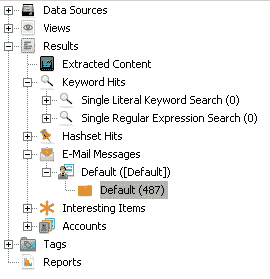 Data Sources
Views
Results
Extracted Content
Keyword Hits
Single Literal Keyword Search (0)
Single Regular Expression Search (0)
Hashset Hits
E-Mail Messages
Default ([Default])
Default (487)
Interesting Items
Accounts
Tags
Reports